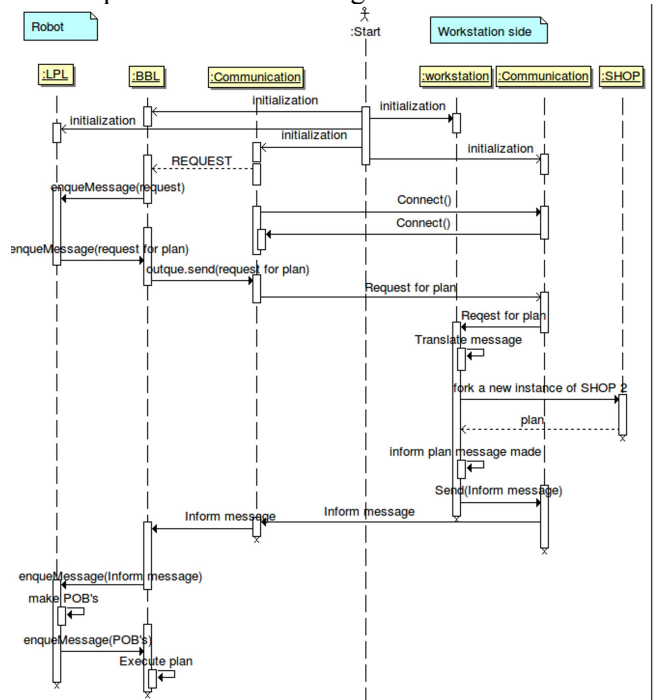 Robot
:Start
Workstation side
:LPL
:BBL
:Communication
:workstation
:Communication
:SHOP
initialization
initialization
initialization
initialization
initialization
REQUEST
enqueMessage(request)
Connect()
Connect()
enqueMessage(request for plan)
outque.send(request for plan)
Request for plan
Reqest for plan
Translate message
fork a new instance of SHOP 2
plan
inform plan message made
Send(Inform message)
Inform message
Inform message
enqueMessage(Inform message)
make POB's
enqueMessage(POB's)
Execute plan